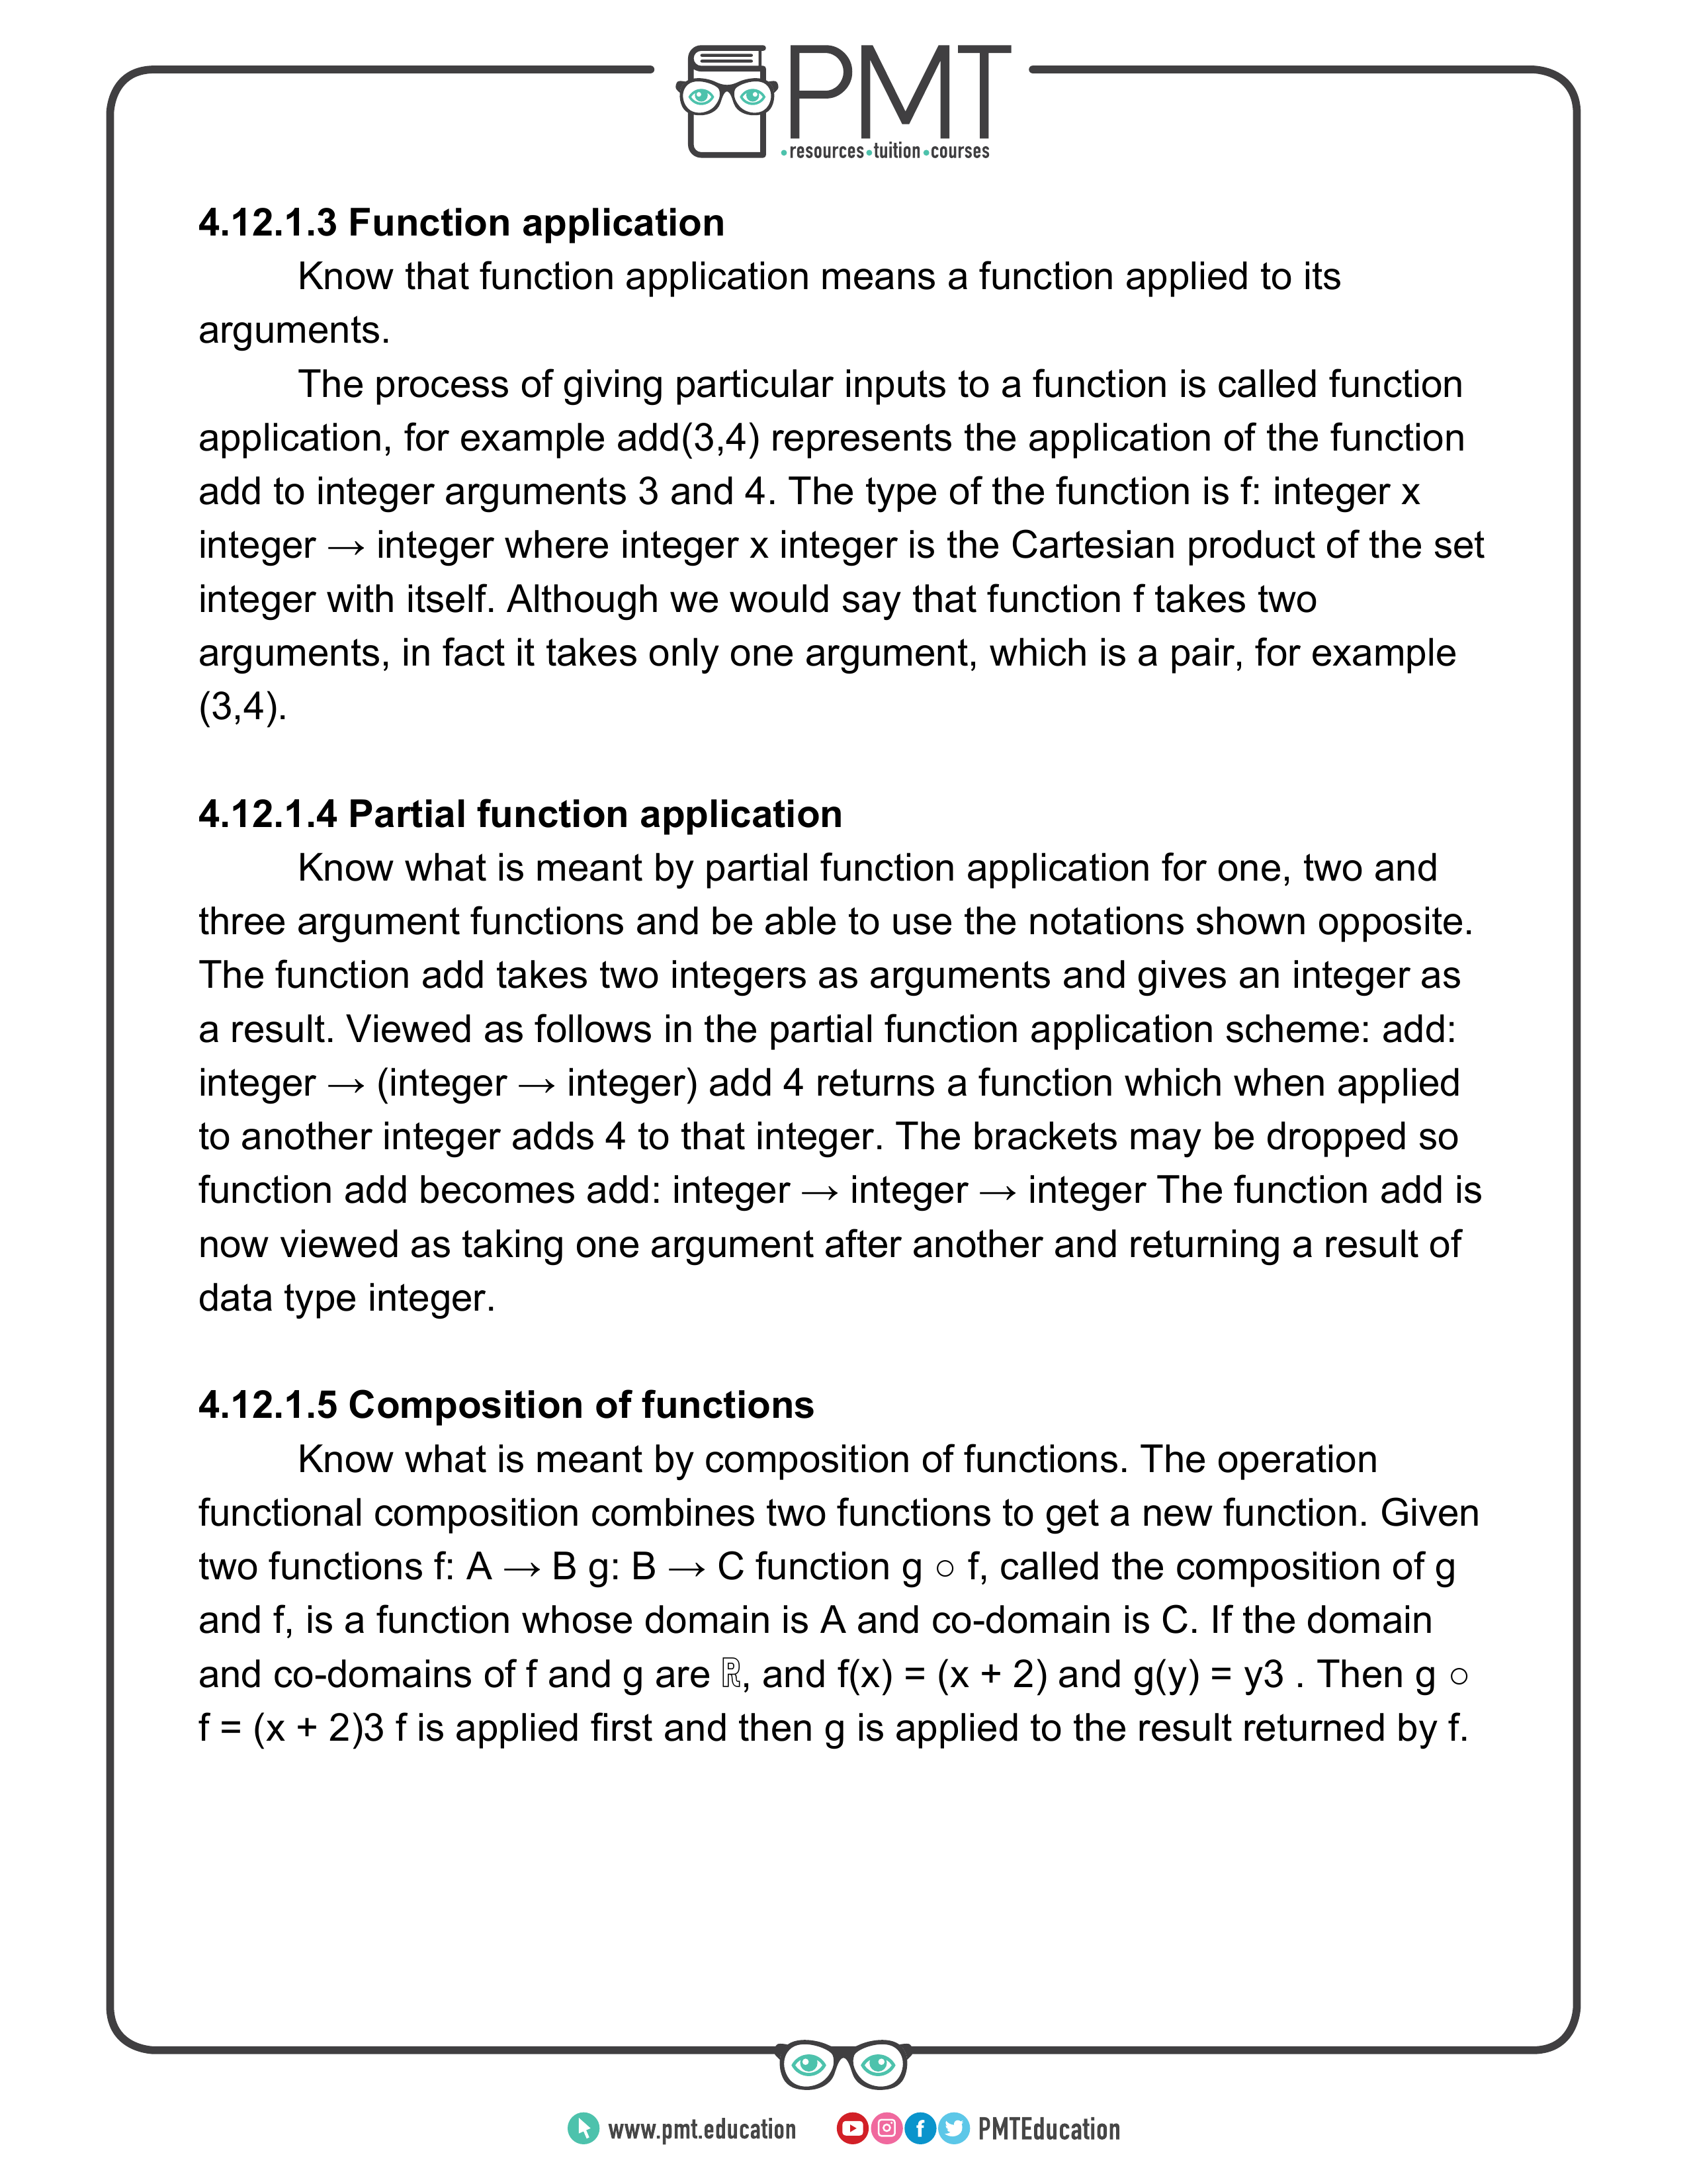 PMT
•resources•tuition•courses
4.12.1.3 Function application
Know that function application means a function applied to its
arguments.
The process of giving particular inputs to a function is called function
application, for example add(3,4) represents the application of the function
add to integer arguments 3 and 4. The type of the function is f: integer x
integer → integer where integer x integer is the Cartesian product of the set
integer with itself. Although we would say that function f takes two
arguments, in fact it takes only one argument, which is a pair, for example
(3,4).
4.12.1.4 Partial function application
Know what is meant by partial function application for one, two and
three argument functions and be able to use the notations shown opposite.
The function add takes two integers as arguments and gives an integer as
a result. Viewed as follows in the partial function application scheme: add:
integer → (integer → integer) add 4 returns a function which when applied
to another integer adds 4 to that integer. The brackets may be dropped so
function add becomes add: integer → integer → integer The function add is
now viewed as taking one argument after another and returning a result of
data type integer.
4.12.1.5 Composition of functions
Know what is meant by composition of functions. The operation
functional composition combines two functions to get a new function. Given
two functions f: A → B g: B → C function g ○ f, called the composition of g
and f, is a function whose domain is A and co-domain is C. If the domain
and co-domains of f and g are ℝ, and f(x) = (x + 2) and g(y) = y3 . Then g ○
f = (x + 2)3 f is applied first and then g is applied to the result returned by f.
www.pmt.education
PMTEducation